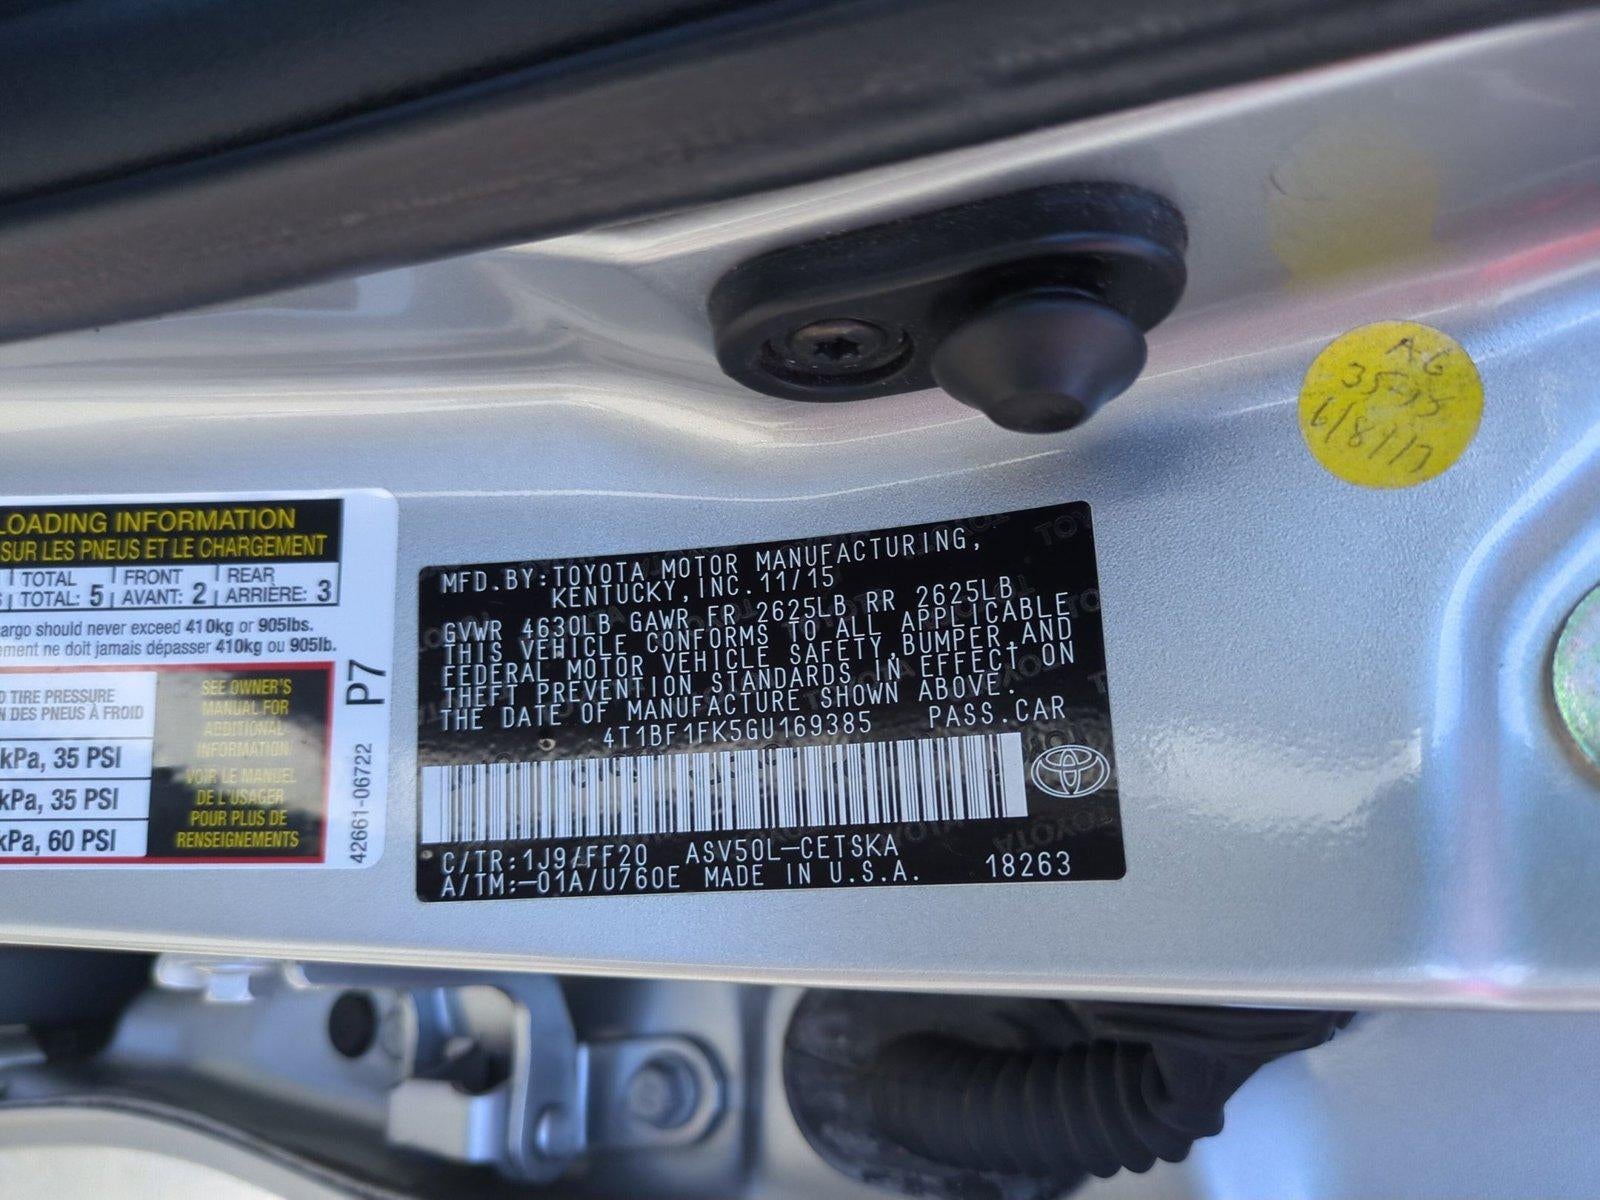 LOADING INFORMATION
SUR LES PNEUS ET LE CHARGEMENT
TOTAL FRONT REAR
TOTAL: 5 AVANT: 2 ARRIÈRE: 3
cargo should never exceed 410kg or 905lbs.
ement ne doit jamais dépasser 410kg ou 905lb.
TIRE PRESSURE
DES PNEUS À FROID
kPa, 35 PSI
kPa, 35 PSI
kPa, 60 PSI
SEE OWNER'S
MANUAL FOR
ADDITIONAL
INFORMATION
VOIR LE MANUEL
DE L'USAGER
POUR PLUS DE
RENSEIGNEMENTS
P7
42661-06722
MFD.BY:TOYOTA MOTOR MANUFACTURING,
KENTUCKY,INC.11/15
GVWR 4630LB GAWR FR 2625LB RR 2625LB
THIS VEHICLE CONFORMS TO ALL APPLICABLE
FEDERAL MOTOR VEHICLE SAFETY,BUMPER,AND
THEFT PREVENTION STANDARDS IN EFFECT ON
THE DATE OF MANUFACTURE SHOWN ABOVE.
4T1BF1FK5GU169385 PASS.CAR
C/TR:1J9/FF20 ASV50L-CETSKA
A/TM:-01A/U760E MADE IN U.S.A. 18263
6/8/17